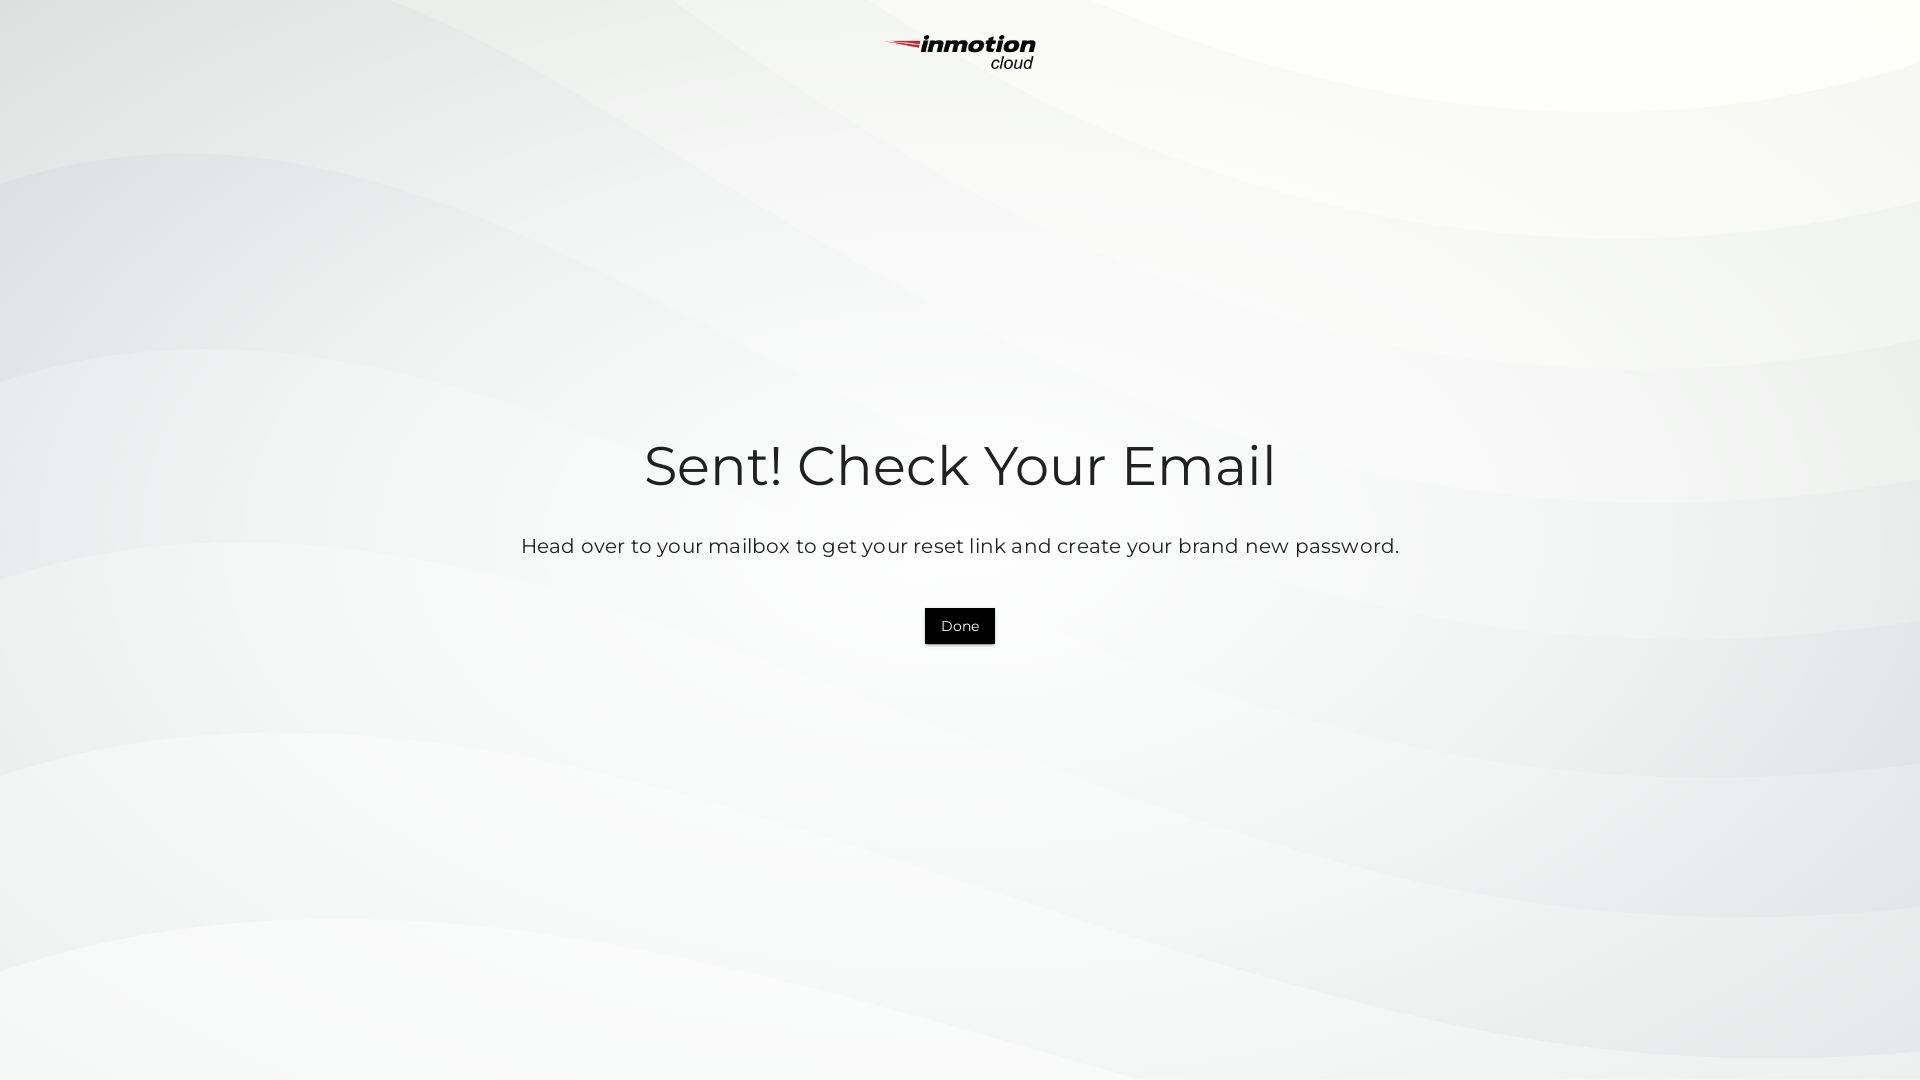 inmotion
cloud
Sent! Check Your Email
Head over to your mailbox to get your reset link and create your brand new password.
Done